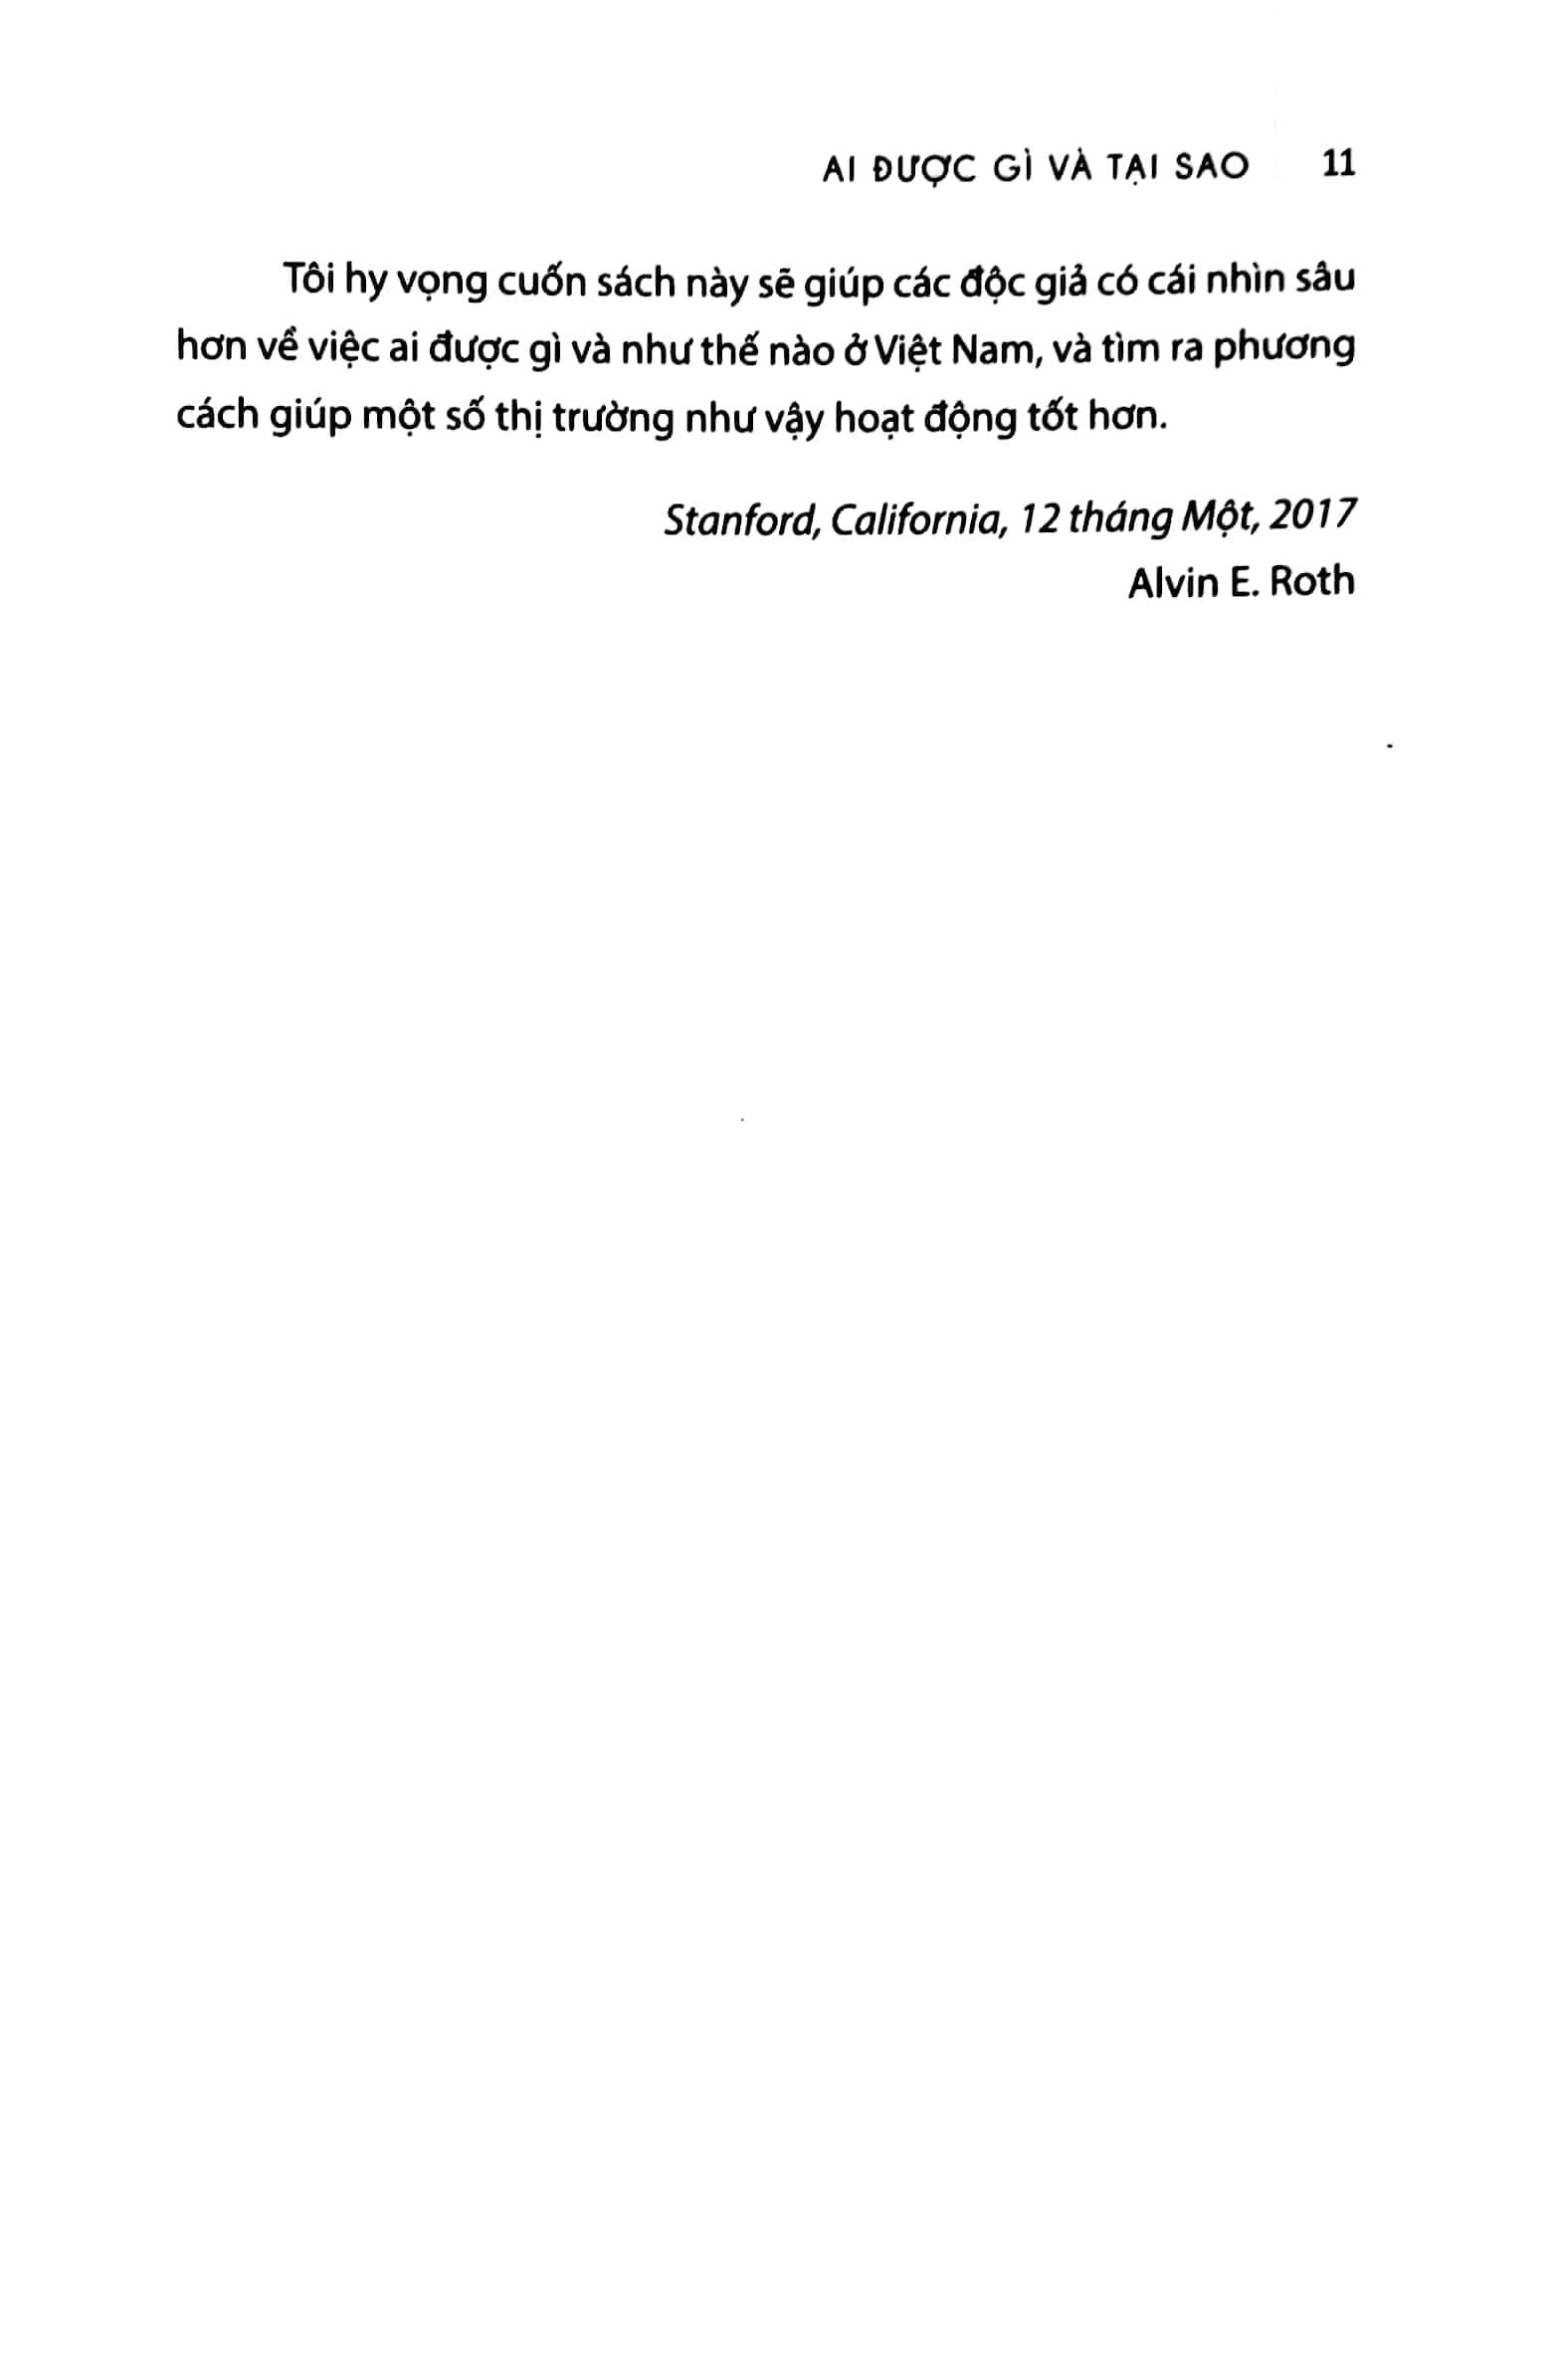 AI ĐƯỢC GÌ VÀ TẠI SAO 11
Tôi hy vọng cuốn sách này sẽ giúp các độc giả có cái nhìn sâu
hơn về việc ai được gì và như thế nào ở Việt Nam, và tìm ra phương
cách giúp một số thị trường như vậy hoạt động tốt hơn.
Stanford, California, 12 tháng Một, 2017
Alvin E. Roth